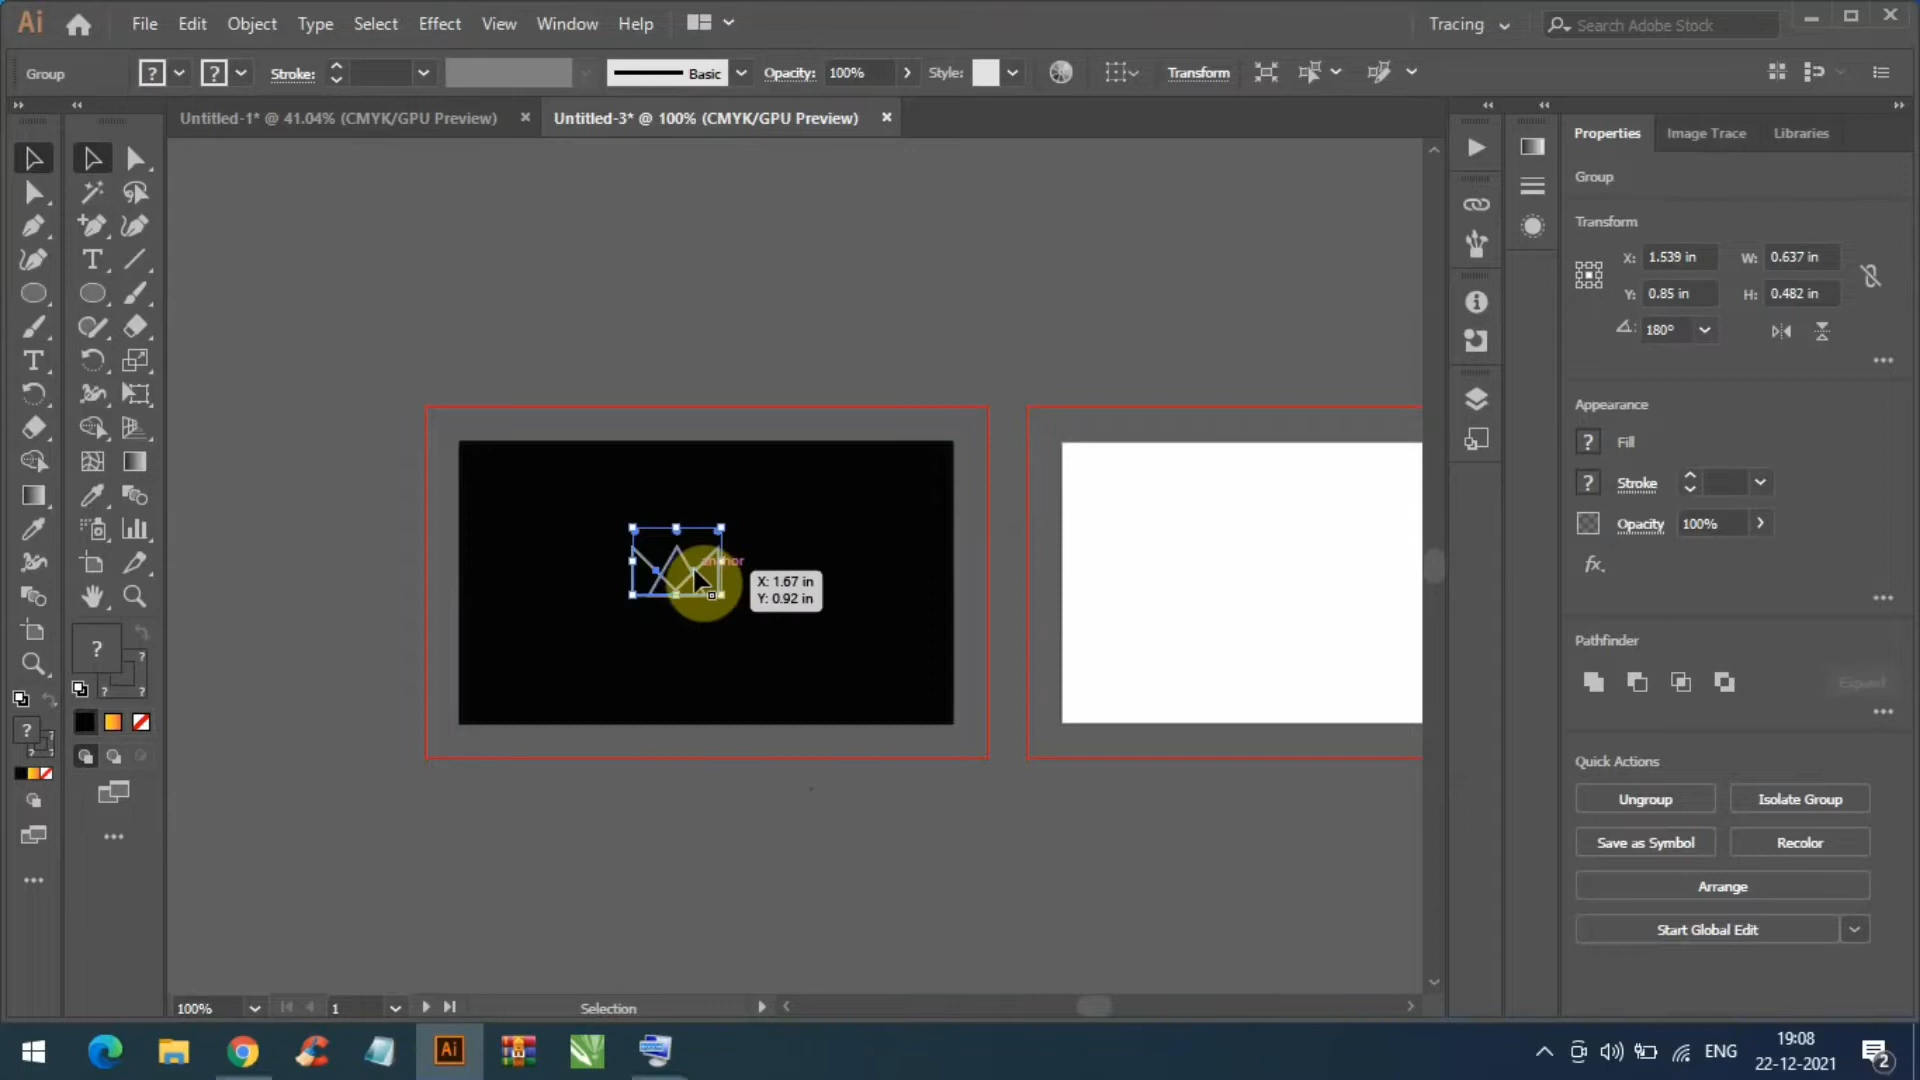 Ai File Edit Object Type Select Effect View Window Help Tracing Search Adobe Stock
Group ? ? Stroke: Basic Opacity: 100% Style: Transform
Untitled-1* @ 41.04% (CMYK/GPU Preview) × Untitled-3* @ 100% (CMYK/GPU Preview) ×
Properties Image Trace Libraries
Group
Transform
X: 1.539 in W: 0.637 in
Y: 0.85 in H: 0.482 in
180°
Appearance
? Fill
? Stroke
Opacity 100%
fx.
Pathfinder
Expand
Quick Actions
Ungroup Isolate Group
Save as Symbol Recolor
Arrange
Start Global Edit
X: 1.67 in
Y: 0.92 in
100% 1 Selection
Ai ENG 19:08
22-12-2021 2